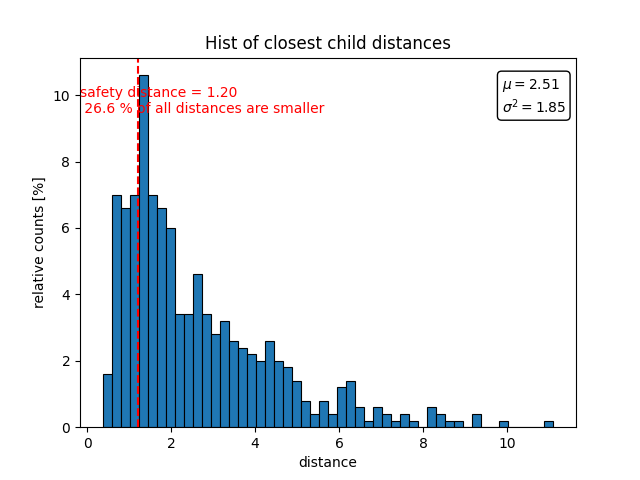 Hist of closest child distances
safety distance = 1.20
26.6 % of all distances are smaller
μ = 2.51
σ² = 1.85
relative counts [%]
10
8
6
4
2
0
0 2 4 6 8 10
distance